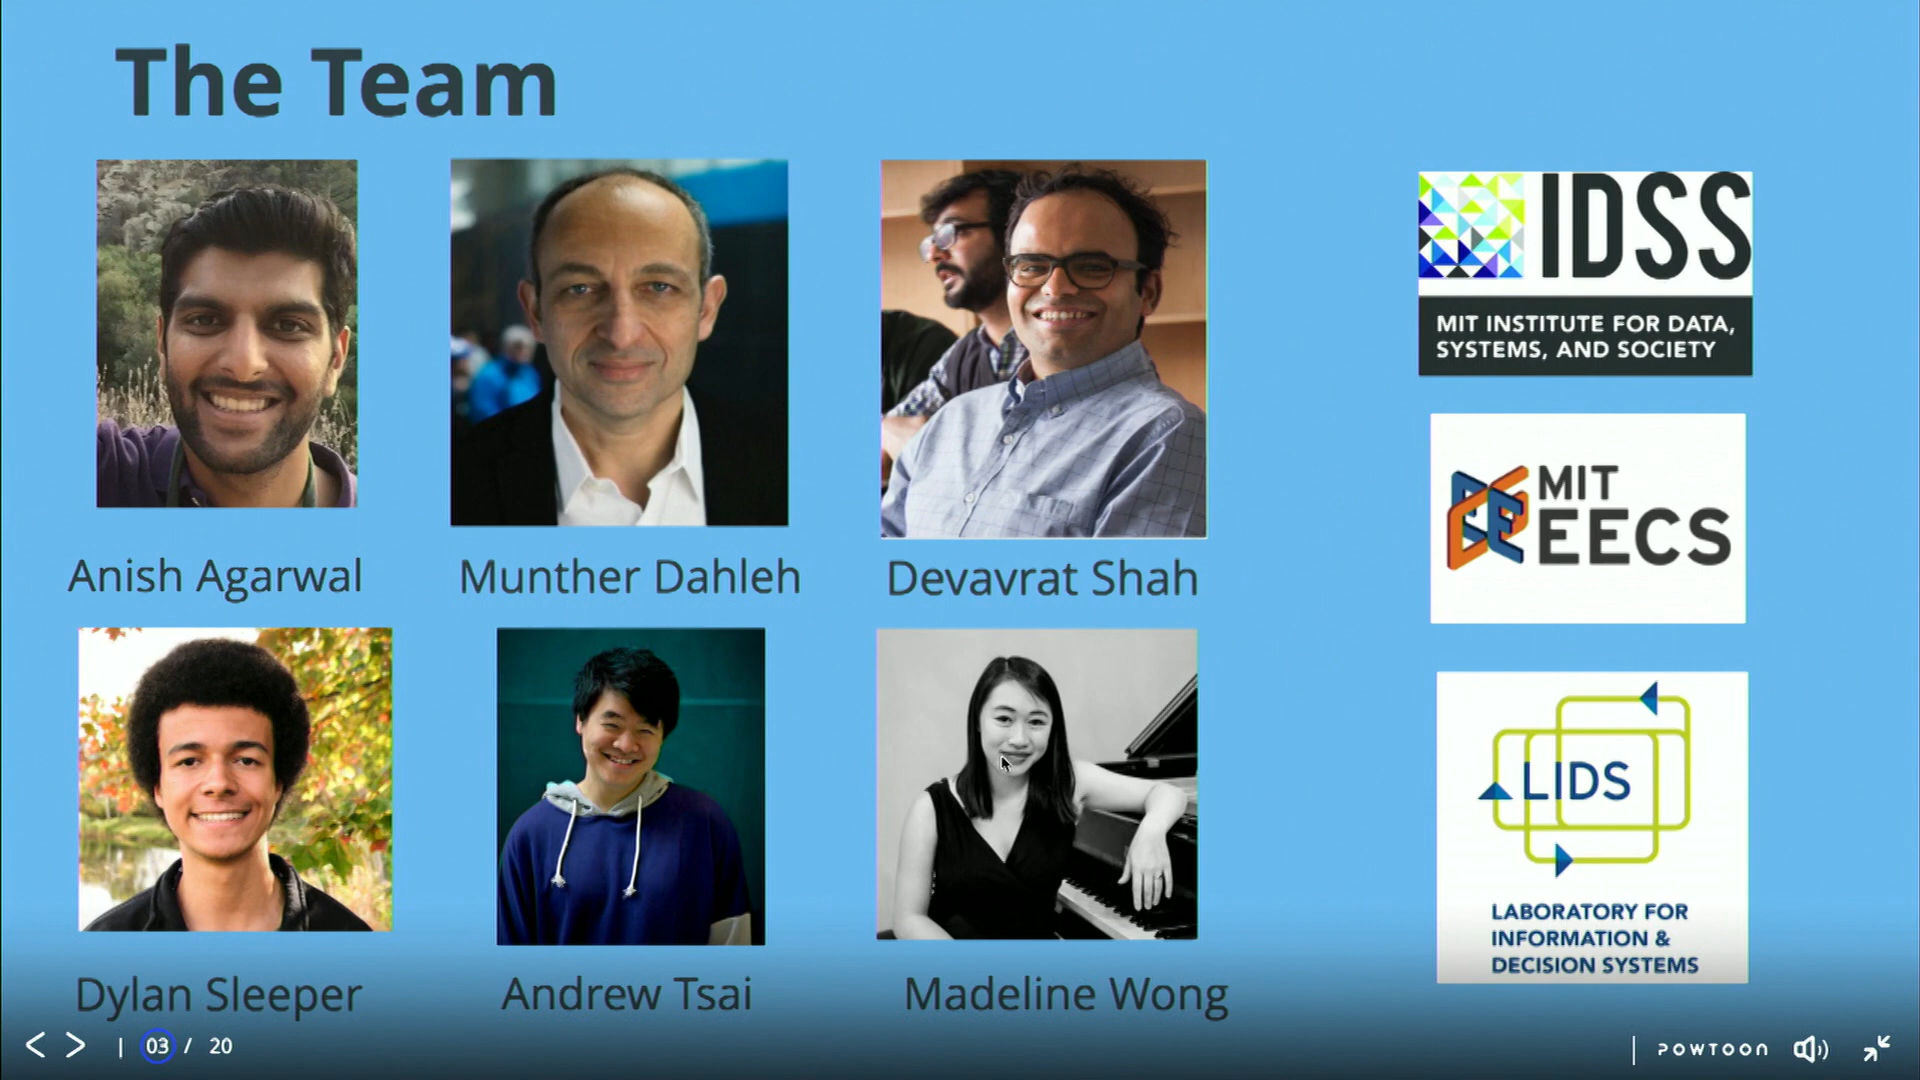 The Team
Anish Agarwal
Munther Dahleh
Devavrat Shah
Dylan Sleeper
Andrew Tsai
Madeline Wong
IDSS
MIT INSTITUTE FOR DATA,
SYSTEMS, AND SOCIETY
MIT
EECS
LIDS
LABORATORY FOR
INFORMATION &
DECISION SYSTEMS
< > | 03 / 20
POWTOON